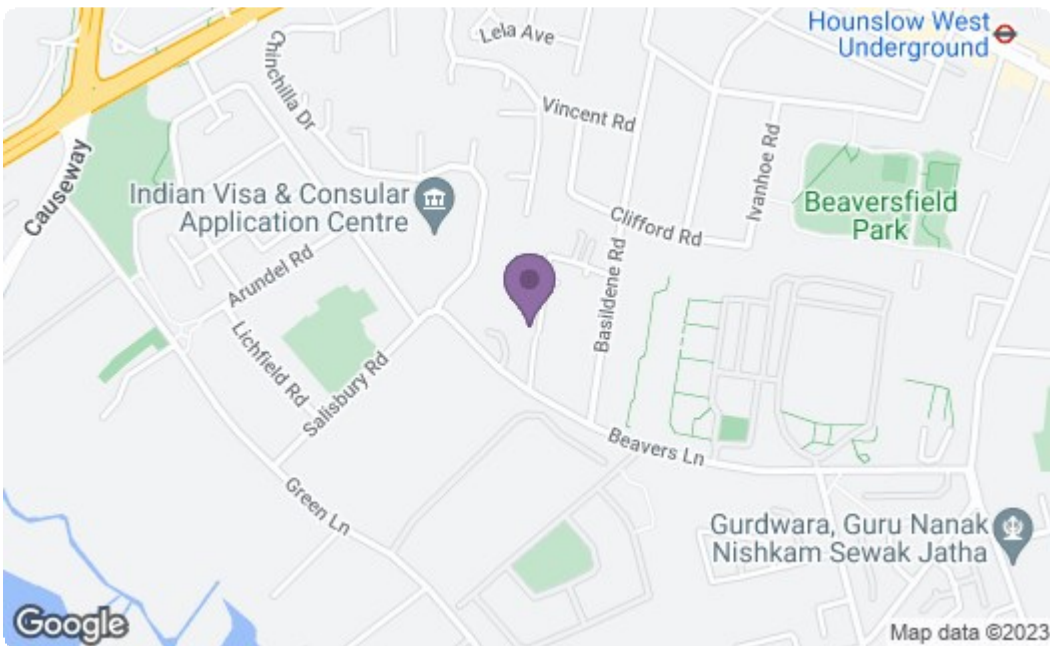 Hounslow West
Underground
Lela Ave
Chinchilla Dr
Vincent Rd
Ivanhoe Rd
Causeway
Indian Visa & Consular
Application Centre
Beaversfield
Park
Clifford Rd
Arundel Rd
Basildene Rd
Lichfield Rd
Salisbury Rd
Beavers Ln
Green Ln
Gurdwara, Guru Nanak
Nishkam Sewak Jatha
Google
Map data ©2023